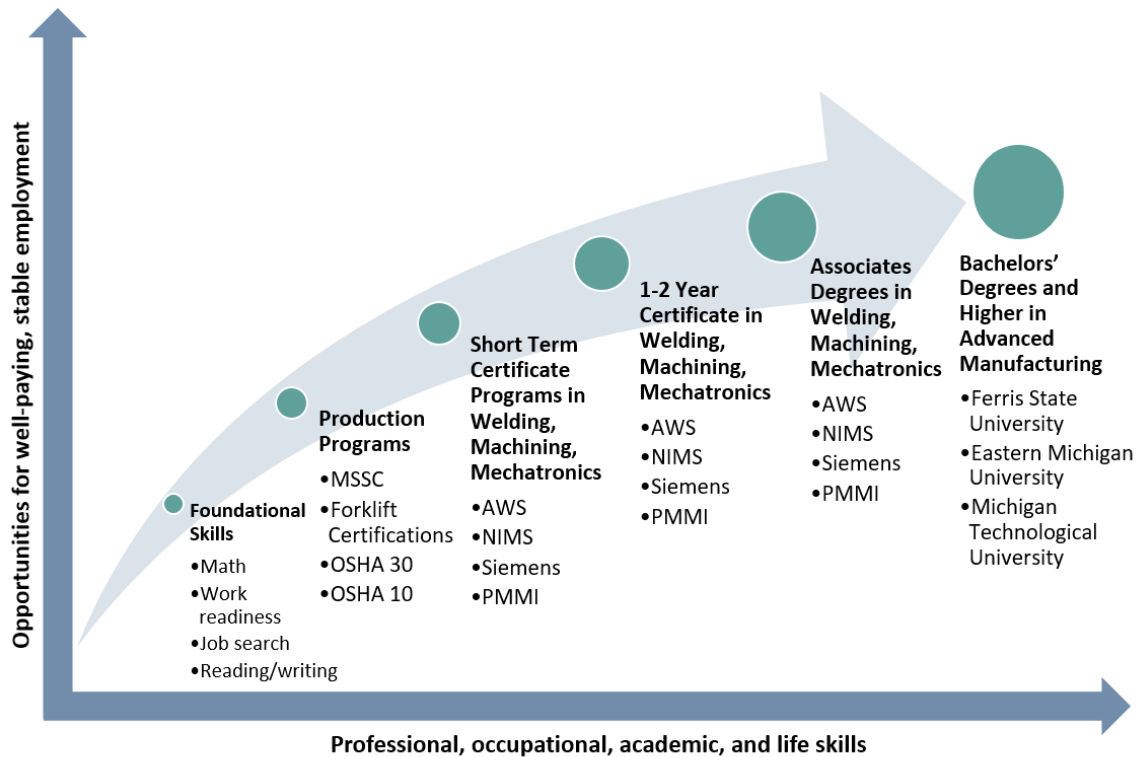 Opportunities for well-paying, stable employment
Foundational
Skills
•Math
•Work
readiness
•Job search
•Reading/writing
Production
Programs
•MSSC
•Forklift
Certifications
•OSHA 30
•OSHA 10
Short Term
Certificate
Programs in
Welding,
Machining,
Mechatronics
•AWS
•NIMS
•Siemens
•PMMI
1-2 Year
Certificate in
Welding,
Machining,
Mechatronics
•AWS
•NIMS
•Siemens
•PMMI
Associates
Degrees in
Welding,
Machining,
Mechatronics
•AWS
•NIMS
•Siemens
•PMMI
Bachelors’
Degrees and
Higher in
Advanced
Manufacturing
•Ferris State
University
•Eastern Michigan
University
•Michigan
Technological
University
Professional, occupational, academic, and life skills